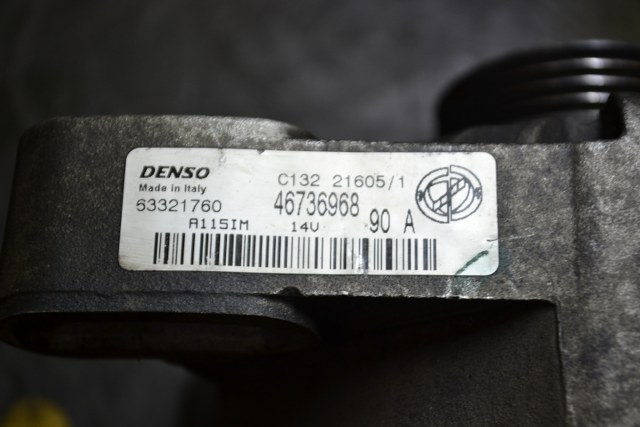 DENSO
Made in Italy
63321760
A115IM
C132 21605/1
46736968
14V
90 A